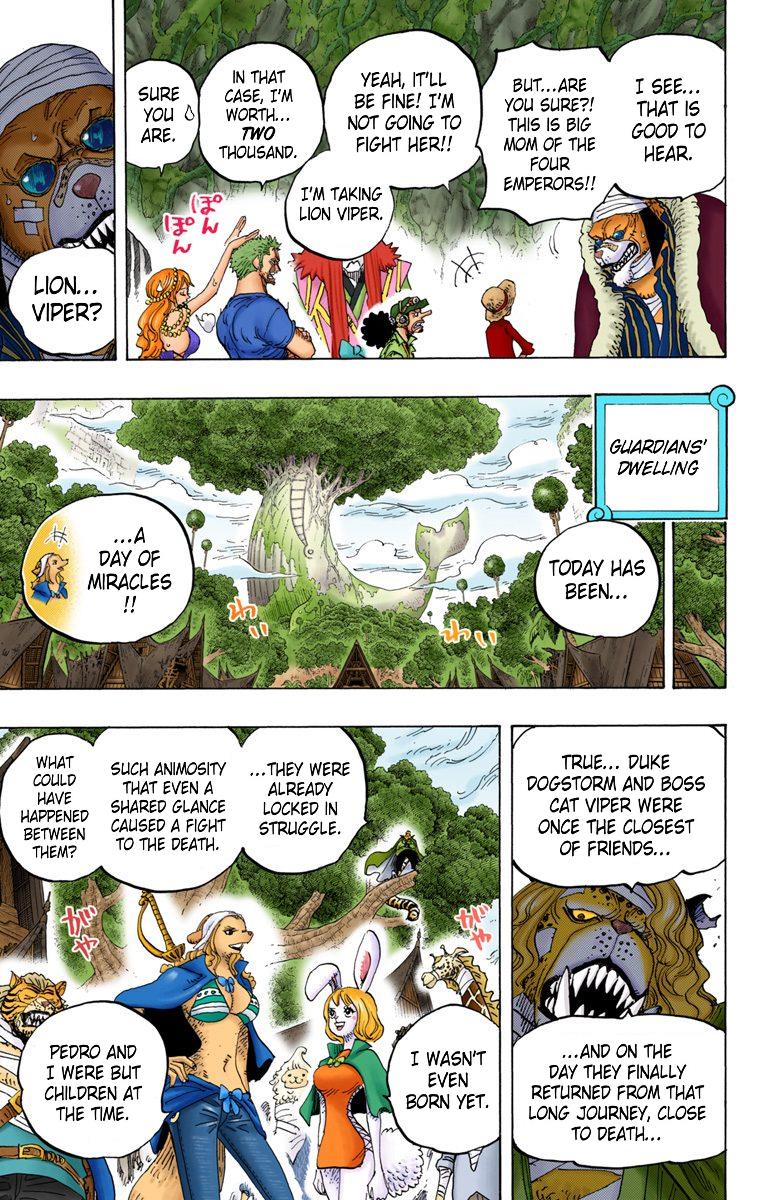 I SEE...
THAT IS
GOOD TO
HEAR.
BUT...ARE
YOU SURE?!
THIS IS BIG
MOM OF THE
FOUR
EMPERORS!!
YEAH, IT'LL
BE FINE! I'M
NOT GOING TO
FIGHT HER!!
I'M TAKING
LION VIPER.
IN THAT
CASE, I'M
WORTH...
TWO
THOUSAND.
SURE
YOU
ARE.
ぽん
ぽん
LION...
VIPER?
GUARDIANS'
DWELLING
TODAY HAS
BEEN...
...A
DAY OF
MIRACLES
!!
わい
わい
TRUE... DUKE
DOGSTORM AND BOSS
CAT VIPER WERE
ONCE THE CLOSEST
OF FRIENDS...
...AND ON THE
DAY THEY FINALLY
RETURNED FROM THAT
LONG JOURNEY, CLOSE
TO DEATH...
...THEY WERE
ALREADY
LOCKED IN
STRUGGLE.
SUCH ANIMOSITY
THAT EVEN A
SHARED GLANCE
CAUSED A FIGHT
TO THE DEATH.
WHAT
COULD
HAVE
HAPPENED
BETWEEN
THEM?
がや
がや
I WASN'T
EVEN
BORN YET.
PEDRO AND
I WERE BUT
CHILDREN AT
THE TIME.